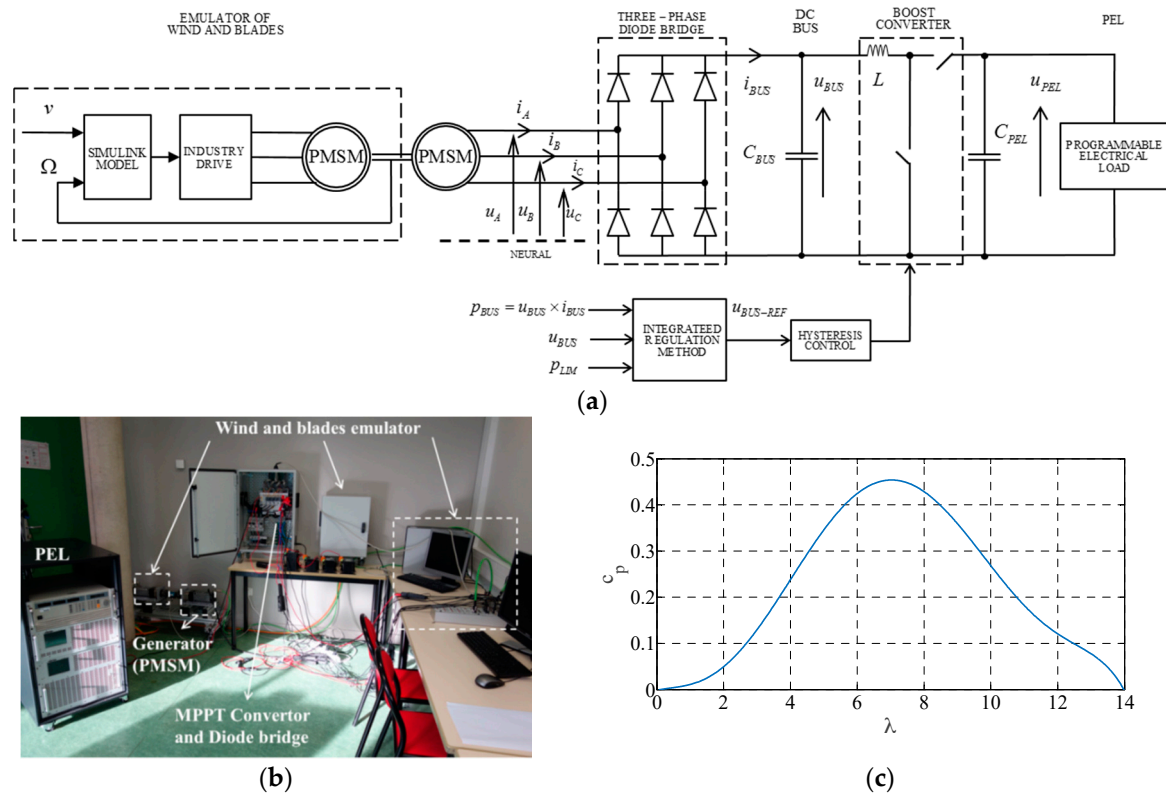 EMULATOR OF
WIND AND BLADES
THREE – PHASE
DIODE BRIDGE
DC
BUS
BOOST
CONVERTER
PEL
v
Ω
SIMULINK
MODEL
INDUSTRY
DRIVE
PMSM
PMSM
i_A
i_B
i_C
u_A
u_B
u_C
NEURAL
i_BUS
C_BUS
u_BUS
L
C_PEL
u_PEL
PROGRAMMABLE
ELECTRICAL
LOAD
p_BUS = u_BUS × i_BUS
u_BUS
p_LIM
INTEGRATEED
REGULATION
METHOD
u_BUS-REF
HYSTERESIS
CONTROL
(a)
Wind and blades emulator
PEL
Generator
(PMSM)
MPPT Convertor
and Diode bridge
(b)
0.5
0.4
0.3
0.2
0.1
0
c_p
0 2 4 6 8 10 12 14
λ
(c)